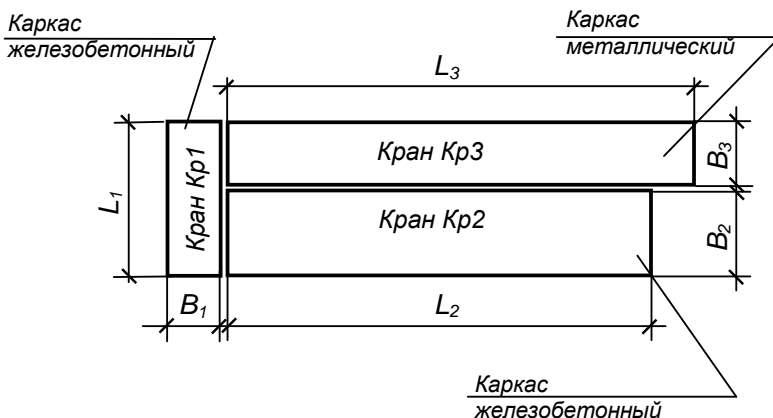 Каркас
железобетонный
Каркас
металлический
L3
Кран Кр3
B3
L1
Кран Кр1
Кран Кр2
B2
B1
L2
Каркас
железобетонный